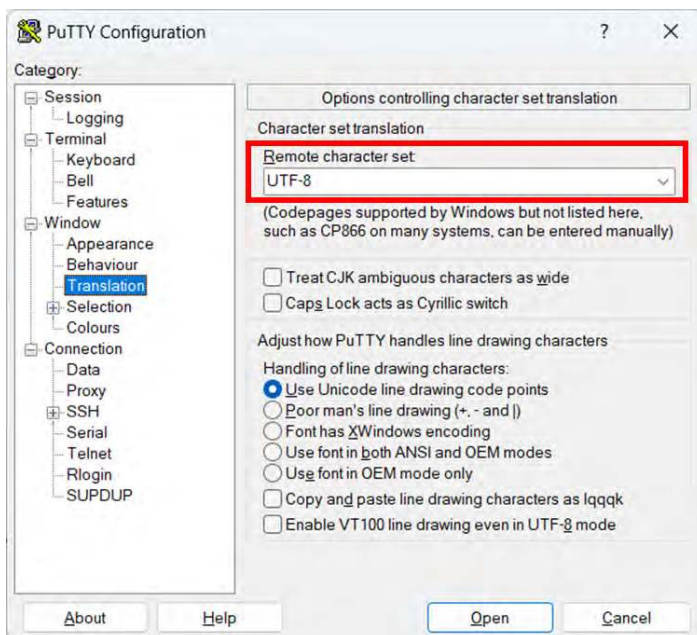 PuTTY Configuration
?
Category:
Session
Logging
Terminal
Keyboard
Bell
Features
Window
Appearance
Behaviour
Translation
Selection
Colours
Connection
Data
Proxy
SSH
Serial
Telnet
Rlogin
SUPDUP
Options controlling character set translation
Character set translation
Remote character set:
UTF-8
(Codepages supported by Windows but not listed here,
such as CP866 on many systems, can be entered manually)
Treat CJK ambiguous characters as wide
Caps Lock acts as Cyrillic switch
Adjust how PuTTY handles line drawing characters
Handling of line drawing characters:
Use Unicode line drawing code points
Poor man's line drawing (+, - and |)
Font has XWindows encoding
Use font in both ANSI and OEM modes
Use font in OEM mode only
Copy and paste line drawing characters as lqqqk
Enable VT100 line drawing even in UTF-8 mode
About
Help
Open
Cancel